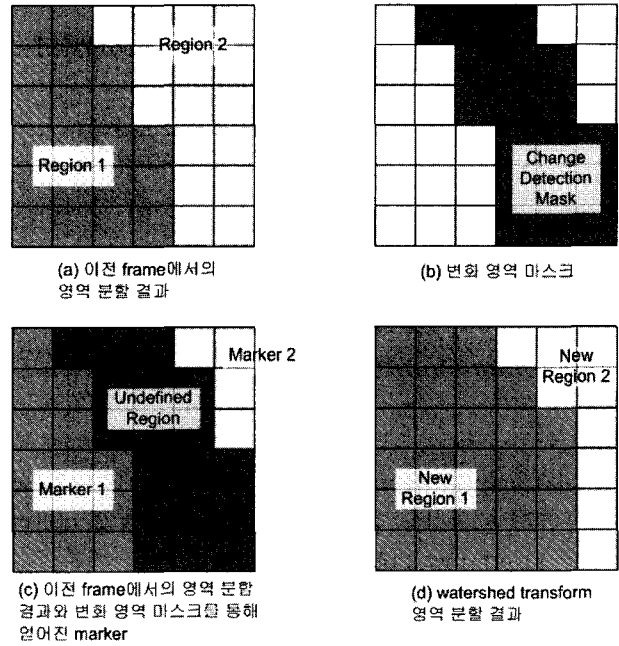 Region 2
Region 1
(a) 이전 frame에서의
영역 분할 결과
Change
Detection
Mask
(b) 변화 영역 마스크
Marker 2
Undefined
Region
Marker 1
(c) 이전 frame에서의 영역 분할
결과와 변화 영역 마스크를 통해
얻어진 marker
New
Region 2
New
Region 1
(d) watershed transform
영역 분할 결과